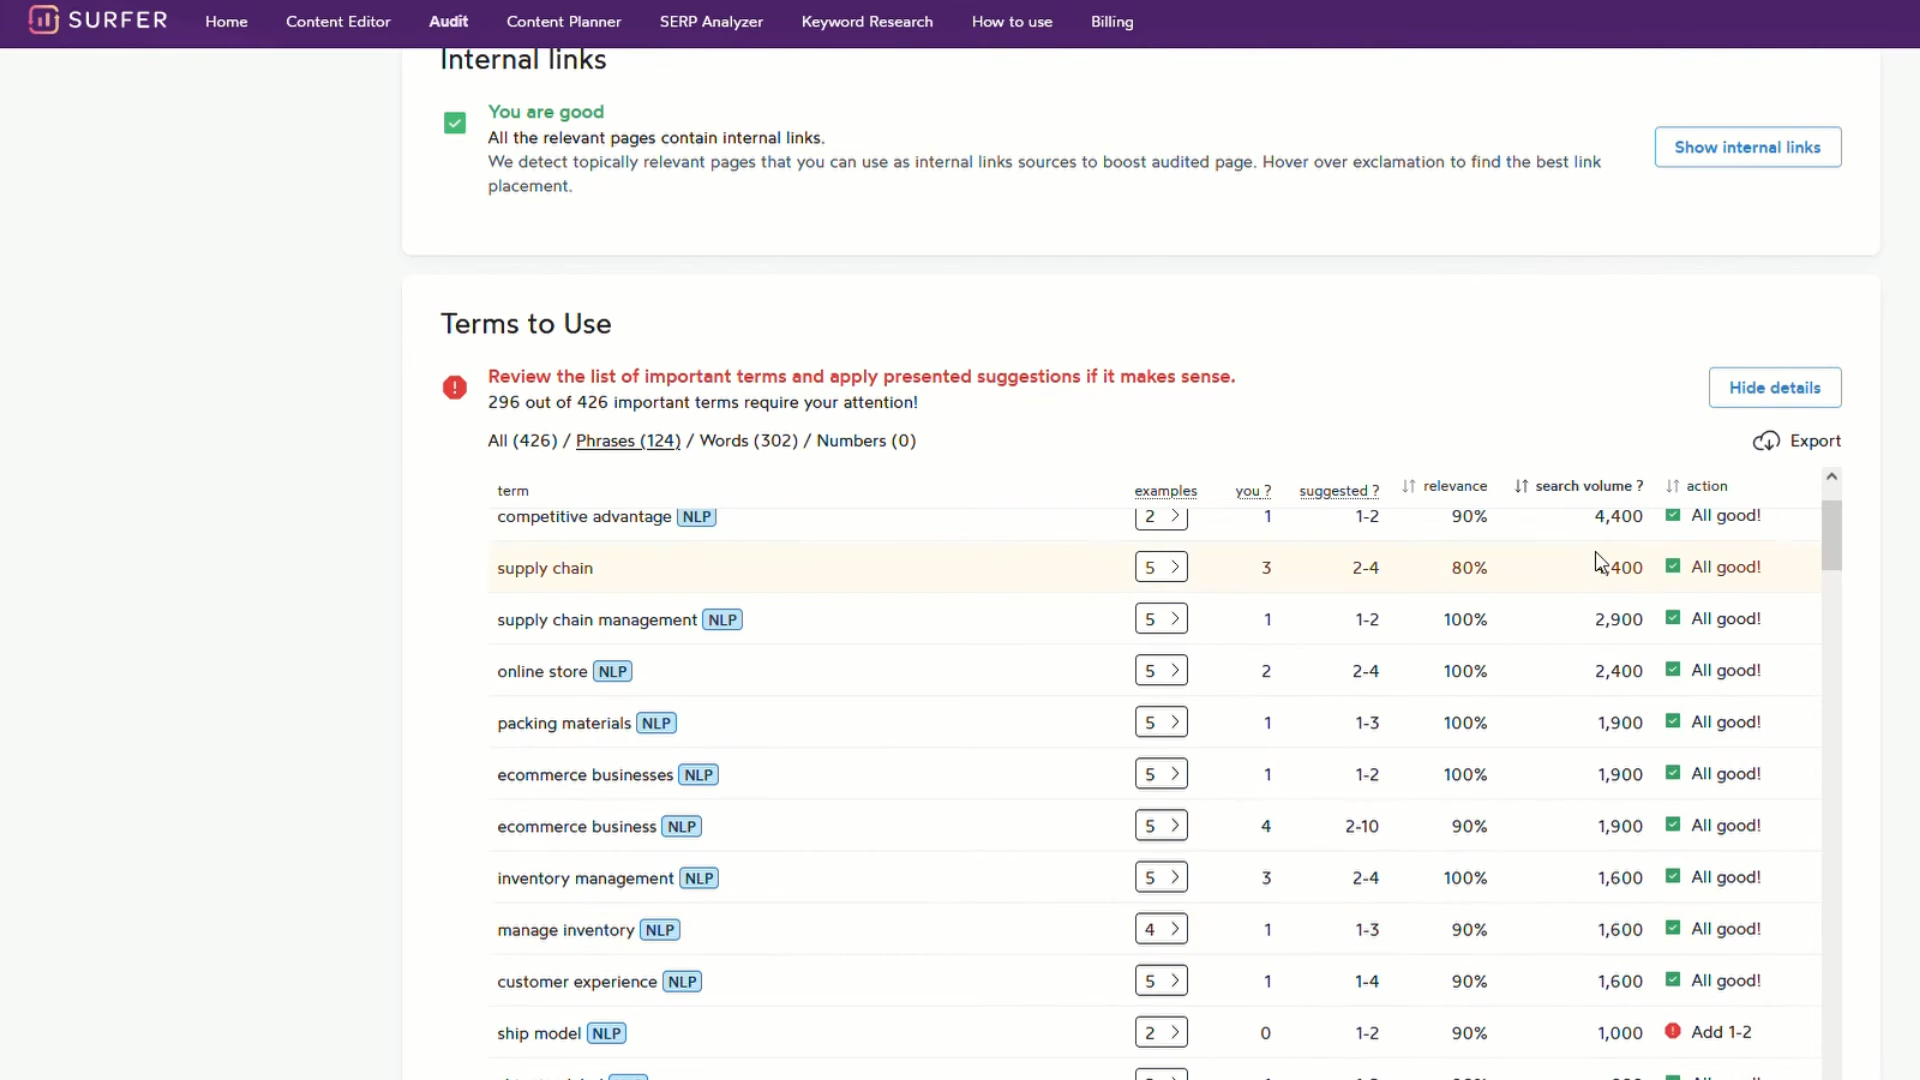 SURFER Home Content Editor Audit Content Planner SERP Analyzer Keyword Research How to use Billing
Internal links
You are good
All the relevant pages contain internal links.
We detect topically relevant pages that you can use as internal links sources to boost audited page. Hover over exclamation to find the best link
placement.
Show internal links
Terms to Use
Review the list of important terms and apply presented suggestions if it makes sense.
296 out of 426 important terms require your attention!
Hide details
All (426) / Phrases (124) / Words (302) / Numbers (0)
Export
term examples you ? suggested ? relevance search volume ? action
competitive advantage NLP 2 1 1-2 90% 4,400 All good!
supply chain 5 3 2-4 80% 400 All good!
supply chain management NLP 5 1 1-2 100% 2,900 All good!
online store NLP 5 2 2-4 100% 2,400 All good!
packing materials NLP 5 1 1-3 100% 1,900 All good!
ecommerce businesses NLP 5 1 1-2 100% 1,900 All good!
ecommerce business NLP 5 4 2-10 90% 1,900 All good!
inventory management NLP 5 3 2-4 100% 1,600 All good!
manage inventory NLP 4 1 1-3 90% 1,600 All good!
customer experience NLP 5 1 1-4 90% 1,600 All good!
ship model NLP 2 0 1-2 90% 1,000 Add 1-2